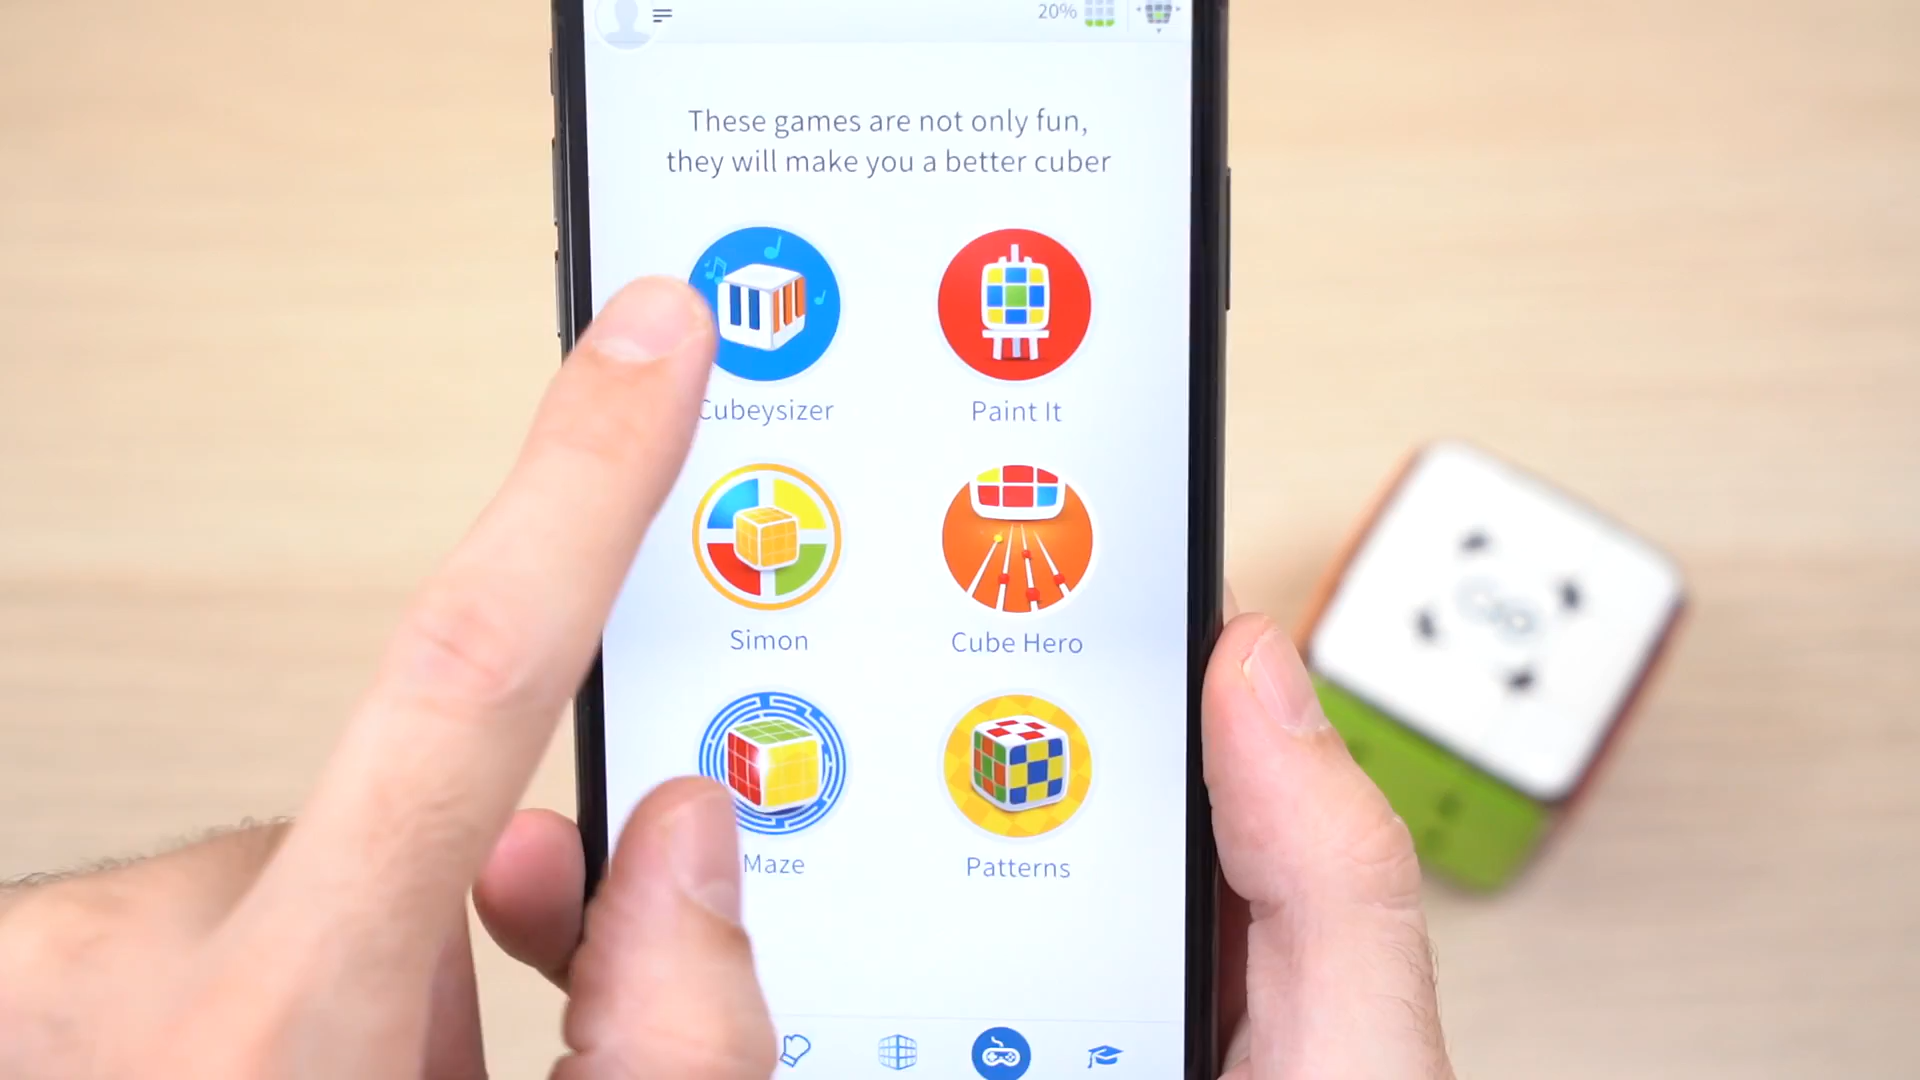 20%
These games are not only fun,
they will make you a better cuber
Cubeysizer
Paint It
Simon
Cube Hero
Maze
Patterns